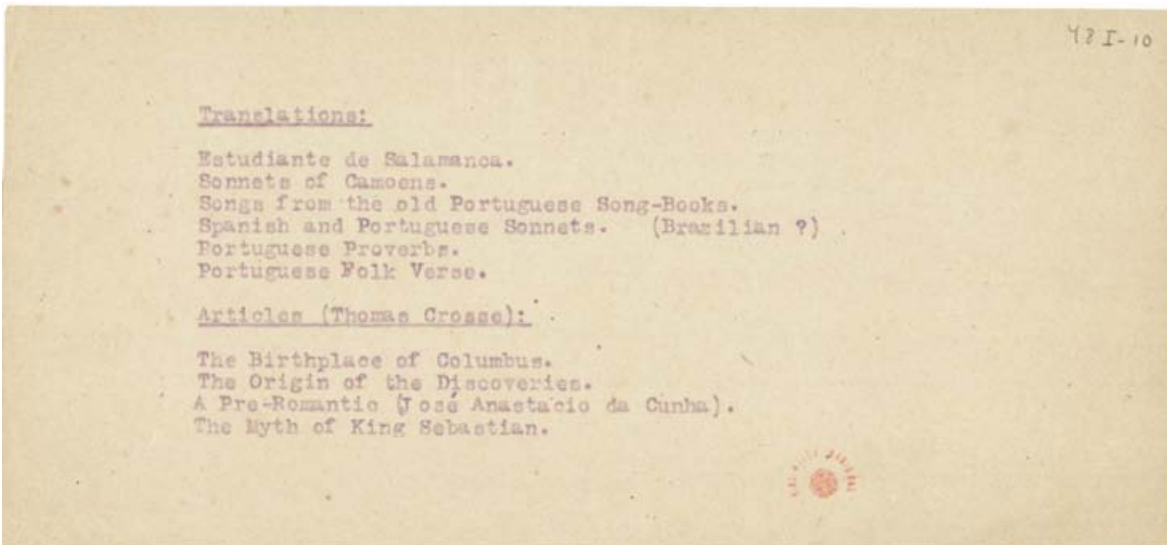 48 I-10
Translations:
Estudiante de Salamanca.
Sonnets of Camoens.
Songs from the old Portuguese Song-Books.
Spanish and Portuguese Sonnets. (Brazilian ?)
Portuguese Proverbs.
Portuguese Folk Verse.
Articles (Thomas Crosse):
The Birthplace of Columbus.
The Origin of the Discoveries.
A Pre-Romantic (José Anastacio da Cunha).
The Myth of King Sebastian.